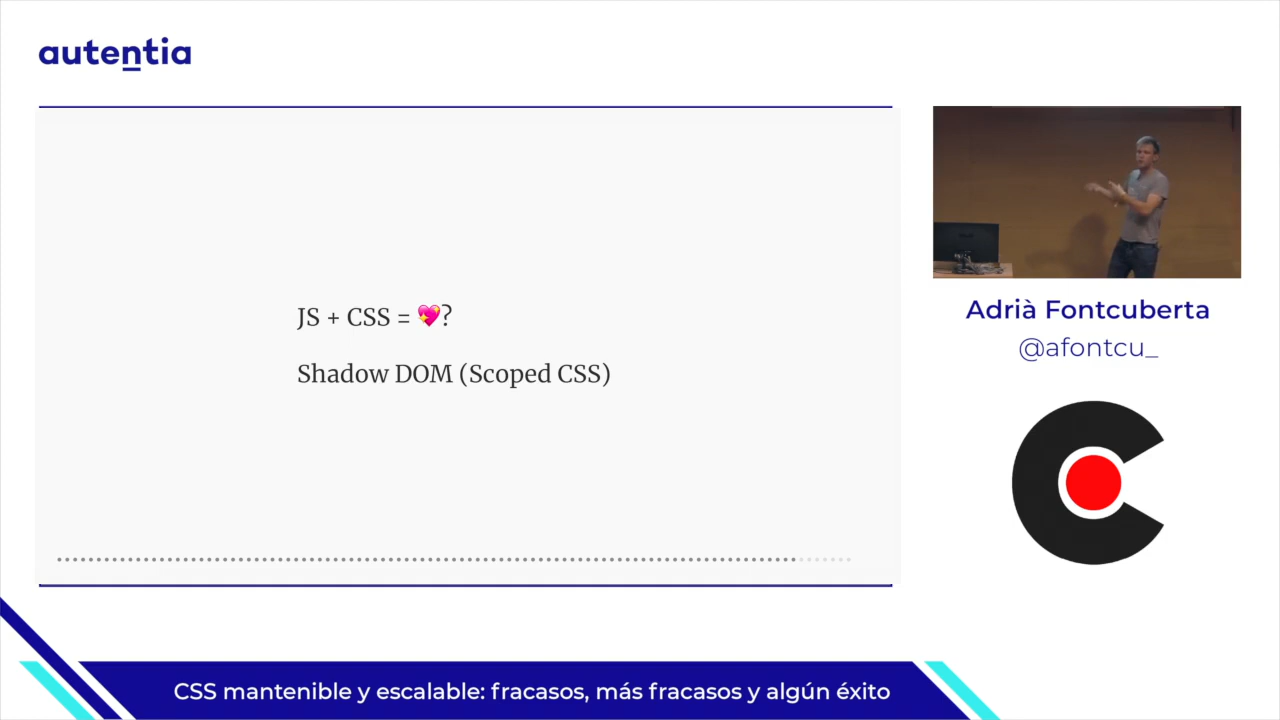 autentia
JS + CSS = 💖?
Shadow DOM (Scoped CSS)
Adrià Fontcuberta
@afontcu_
CSS mantenible y escalable: fracasos, más fracasos y algún éxito